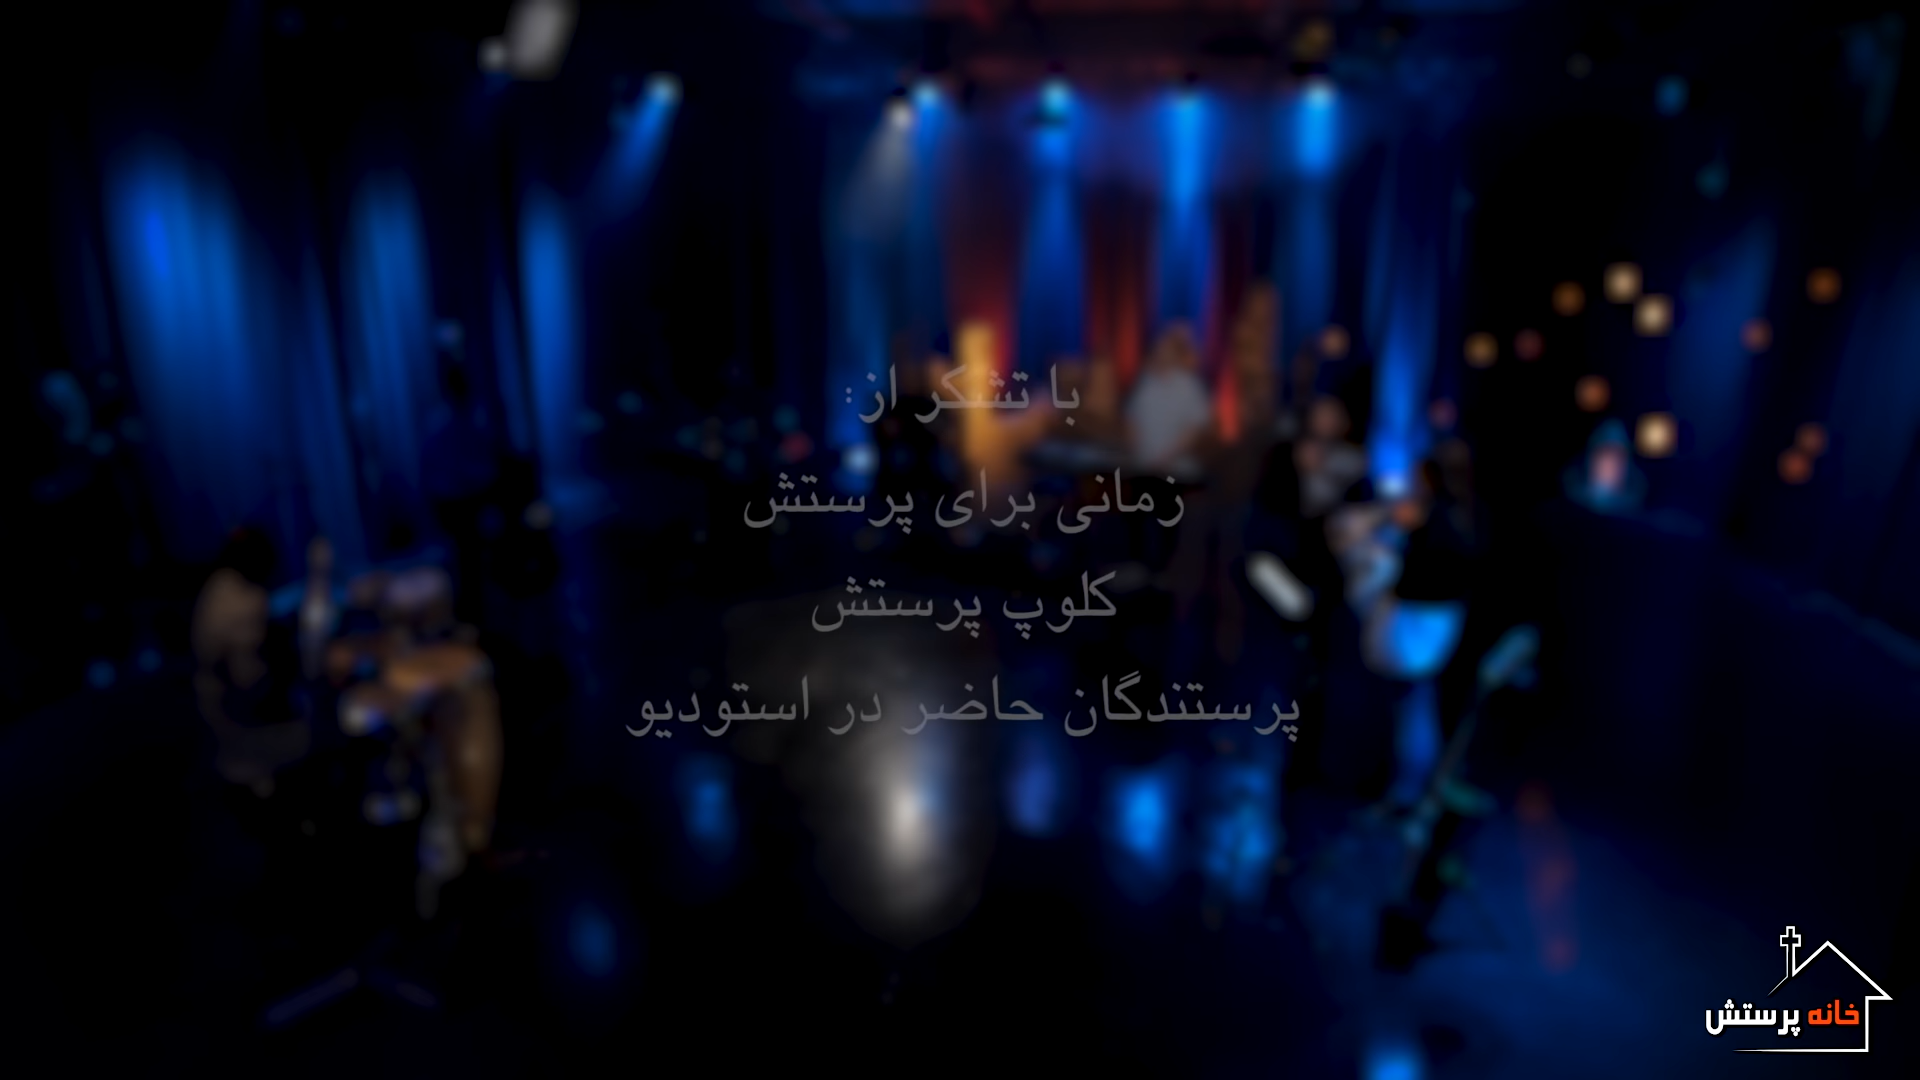 با تشکر از:
زمانی برای پرستش
کلوپ پرستش
پرستندگان حاضر در استودیو
خانه پرستش